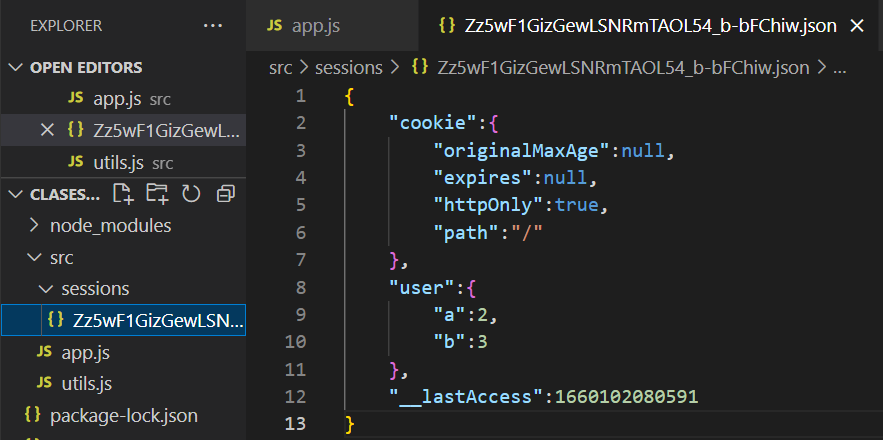 EXPLORER ...
OPEN EDITORS
JS app.js src
{} Zz5wF1GizGewL...
JS utils.js src
CLASES...
node_modules
src
sessions
{} Zz5wF1GizGewLSN...
JS app.js
JS utils.js
{} package-lock.json
JS app.js
{} Zz5wF1GizGewLSNRmTAOL54_b-bFChiw.json
src > sessions > {} Zz5wF1GizGewLSNRmTAOL54_b-bFChiw.json > ...
1 {
2 "cookie":{
3 "originalMaxAge":null,
4 "expires":null,
5 "httpOnly":true,
6 "path":"/"
7 },
8 "user":{
9 "a":2,
10 "b":3
11 },
12 "__lastAccess":1660102080591
13 }